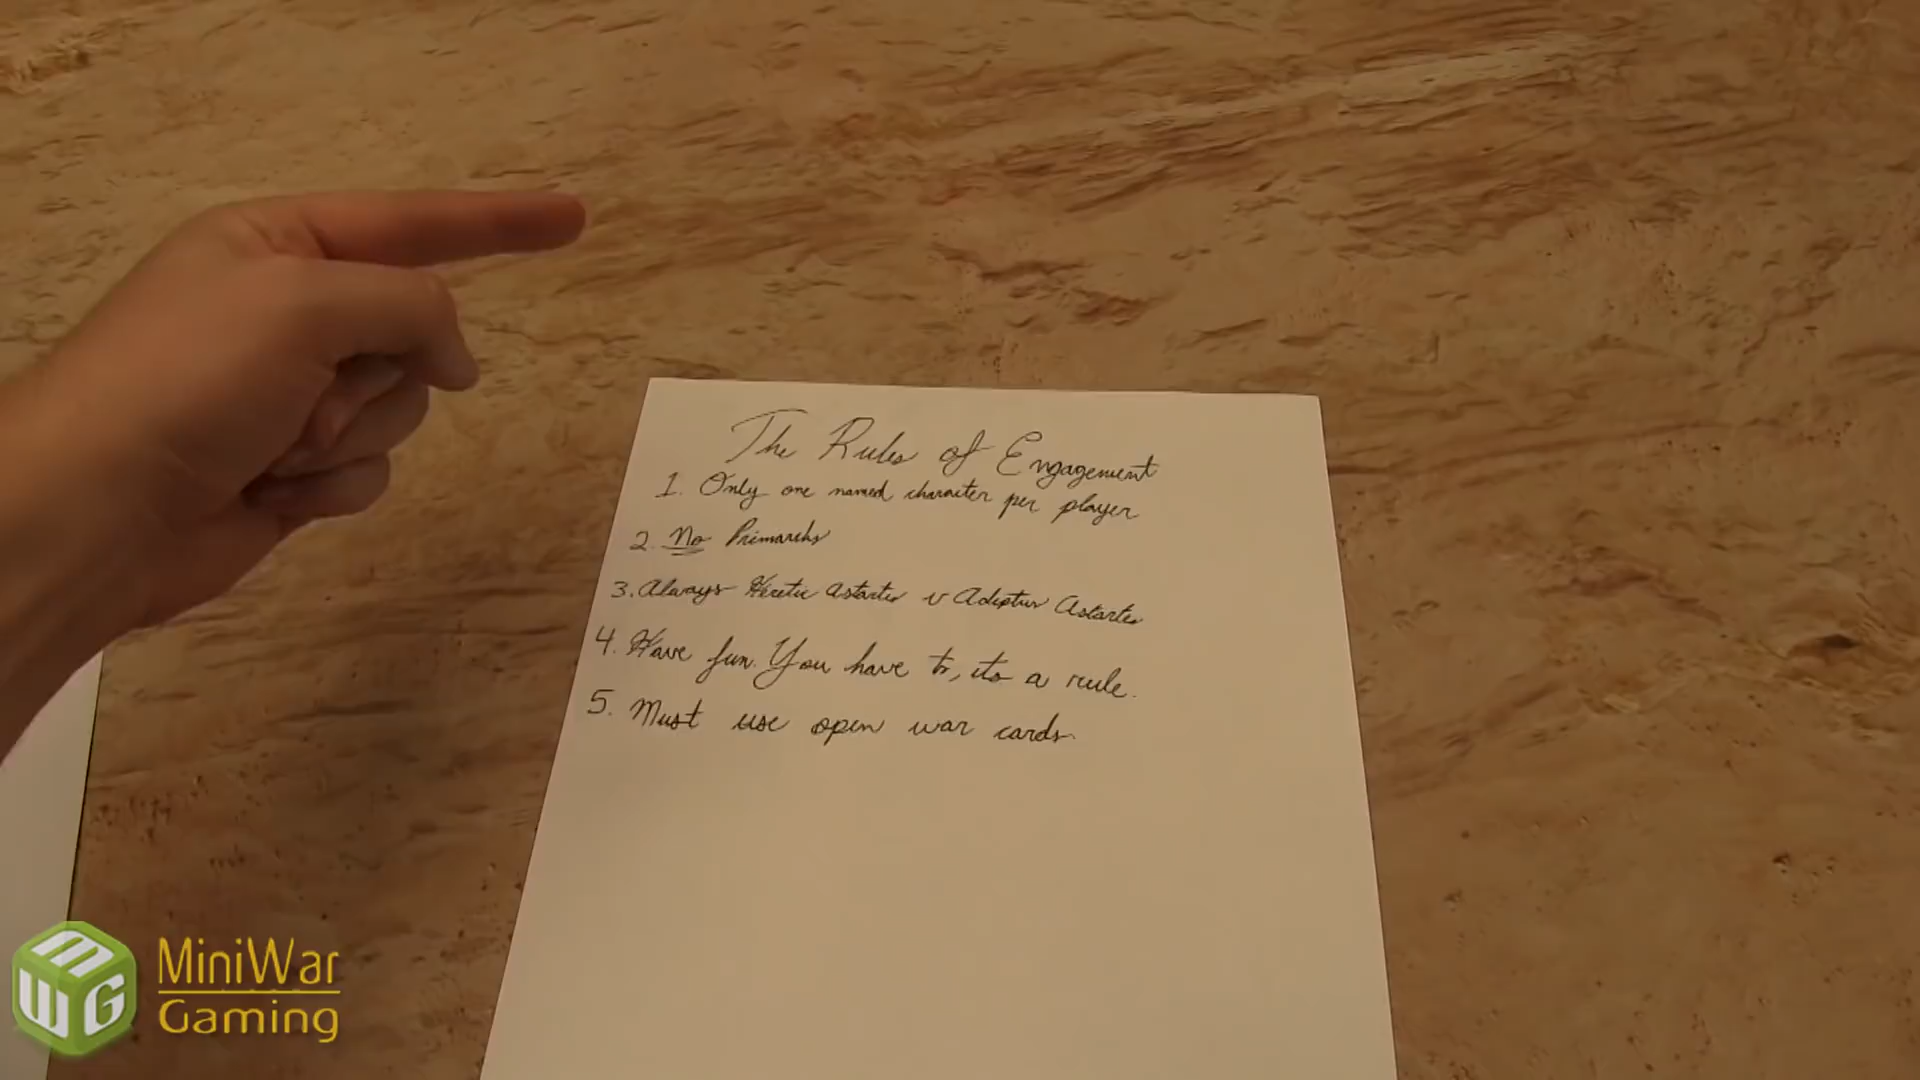 The Rules of Engagement
1. Only one named character per player
2. No Primarchs
3. Always Heretic Astartes v Adeptus Astartes
4. Have fun. You have to, its a rule.
5. Must use open war cards.
MWG
MiniWar
Gaming